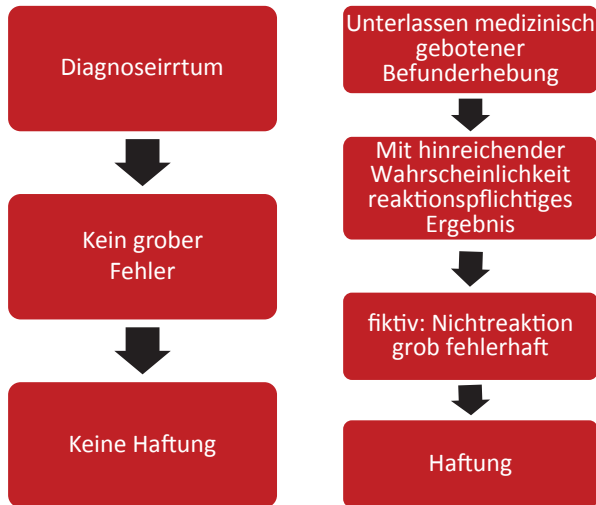 Diagnoseirrtum
Kein grober
Fehler
Keine Haftung
Unterlassen medizinisch
gebotener
Befunderhebung
Mit hinreichender
Wahrscheinlichkeit
reaktionspflichtiges
Ergebnis
fiktiv: Nichtreaktion
grob fehlerhaft
Haftung